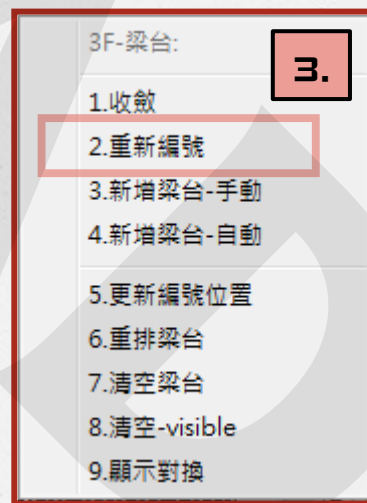 3F-梁台:
3.
1.收斂
2.重新編號
3.新增梁台-手動
4.新增梁台-自動
5.更新編號位置
6.重排梁台
7.清空梁台
8.清空-visible
9.顯示對換